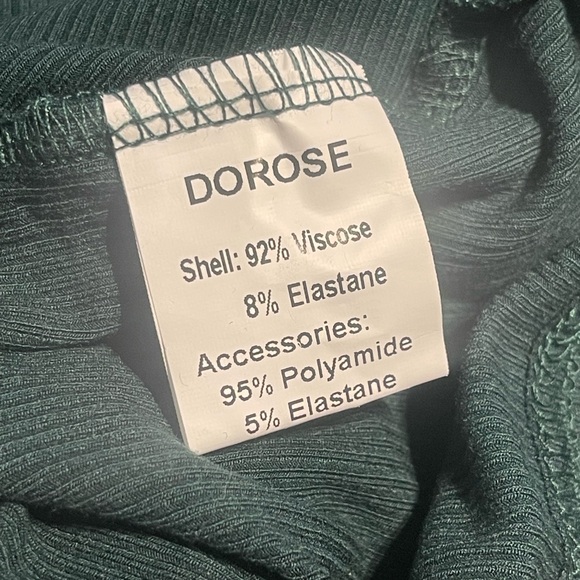 DOROSE
Shell: 92% Viscose
8% Elastane
Accessories:
95% Polyamide
5% Elastane